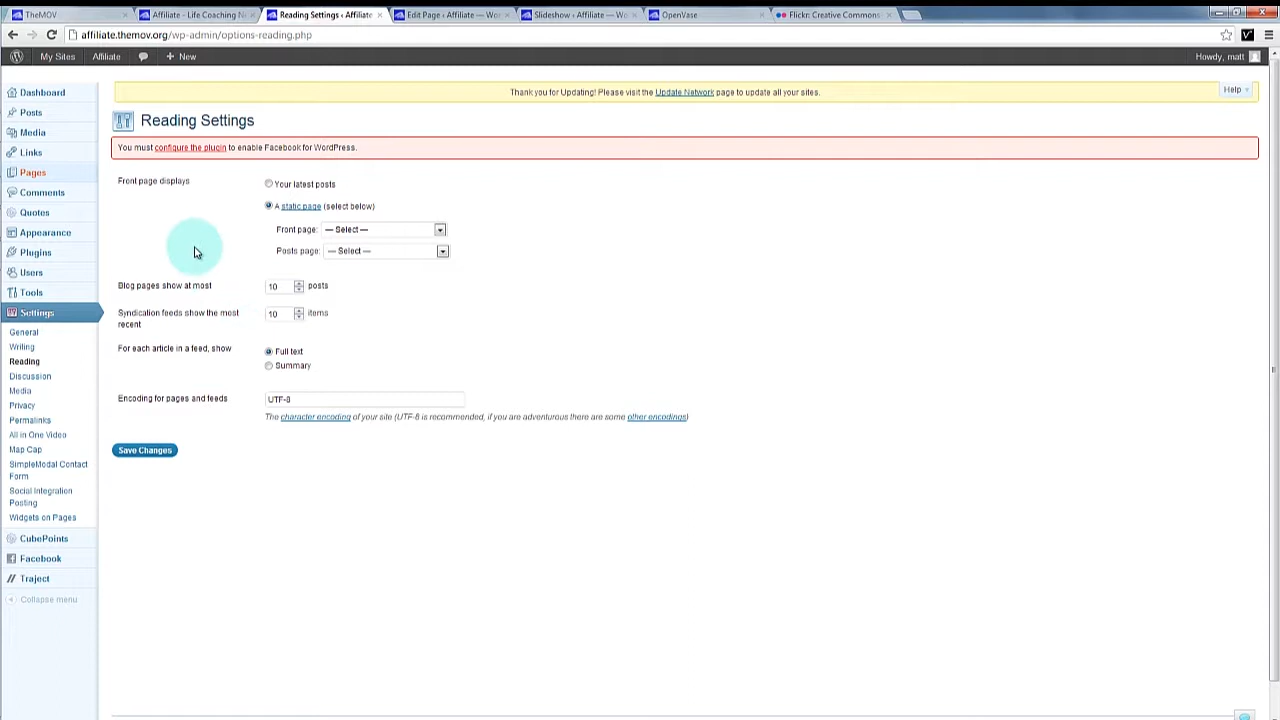 TheMOV
Affiliate - Life Coaching N
Reading Settings ‹ Affiliate
Edit Page ‹ Affiliate — Wo
Slideshow ‹ Affiliate — Wo
OpenVase
Flickr: Creative Commons
affiliate.themov.org/wp-admin/options-reading.php
My Sites
Affiliate
+ New
Howdy, matt
Thank you for Updating! Please visit the Update Network page to update all your sites.
Help
Reading Settings
You must configure the plugin to enable Facebook for WordPress.
Dashboard
Posts
Media
Links
Pages
Comments
Quotes
Appearance
Plugins
Users
Tools
Settings
General
Writing
Reading
Discussion
Media
Privacy
Permalinks
All in One Video
Map Cap
SimpleModal Contact
Form
Social Integration
Posting
Widgets on Pages
CubePoints
Facebook
Traject
Collapse menu
Front page displays
Your latest posts
A static page (select below)
Front page: — Select —
Posts page: — Select —
Blog pages show at most
10 posts
Syndication feeds show the most
recent
10 items
For each article in a feed, show
Full text
Summary
Encoding for pages and feeds
UTF-8
The character encoding of your site (UTF-8 is recommended, if you are adventurous there are some other encodings)
Save Changes